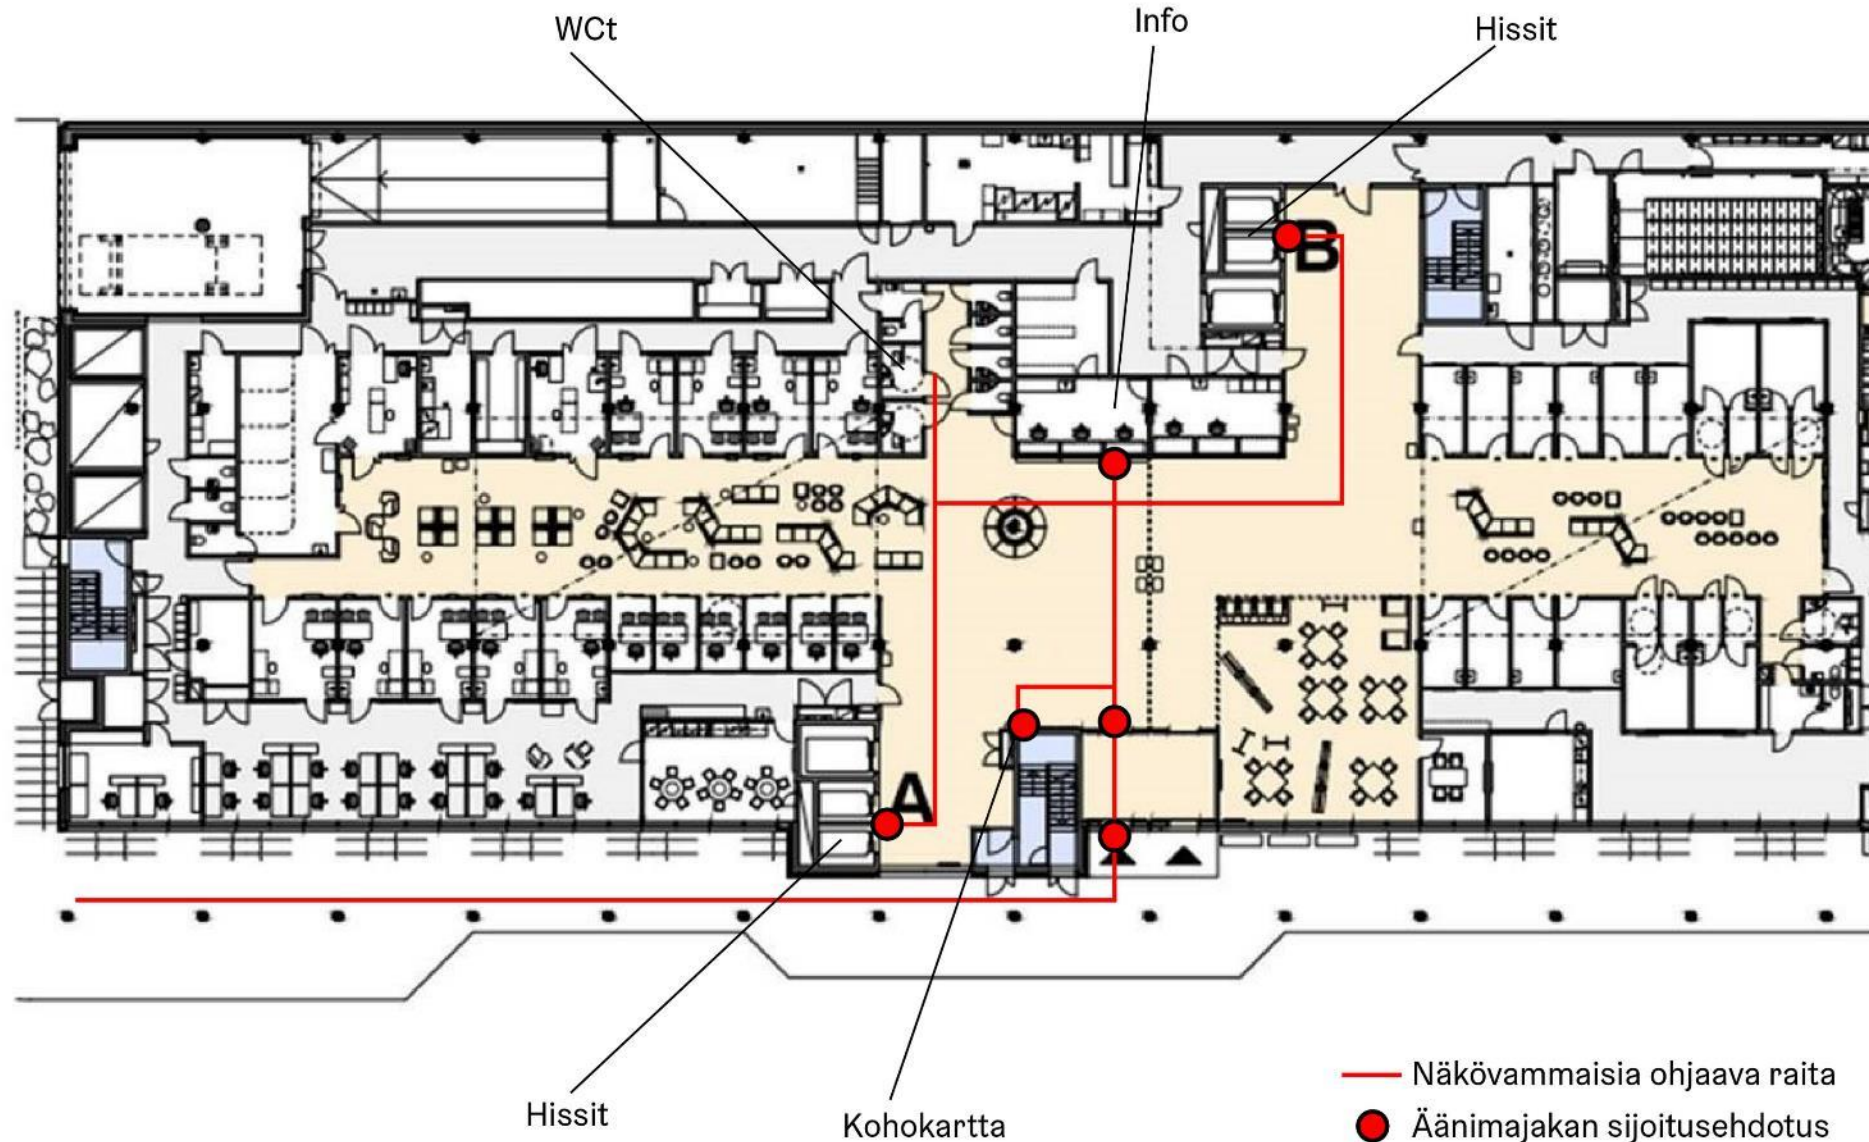 WCt
Info
Hissit
B
A
Hissit
Kohokartta
Näkövammaisia ohjaava raita
Äänimajakan sijoitusehdotus